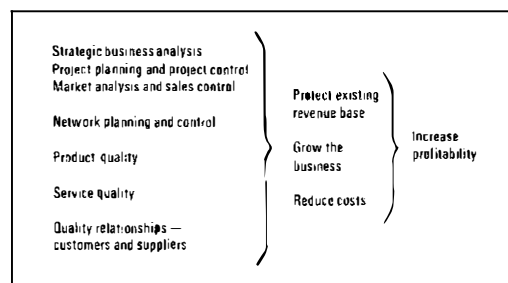 Strategic business analysis
Project planning and project control
Market analysis and sales control
Network planning and control
Product quality
Service quality
Quality relationships —
customers and suppliers
Protect existing
revenue base
Grow the
business
Reduce costs
Increase
profitability